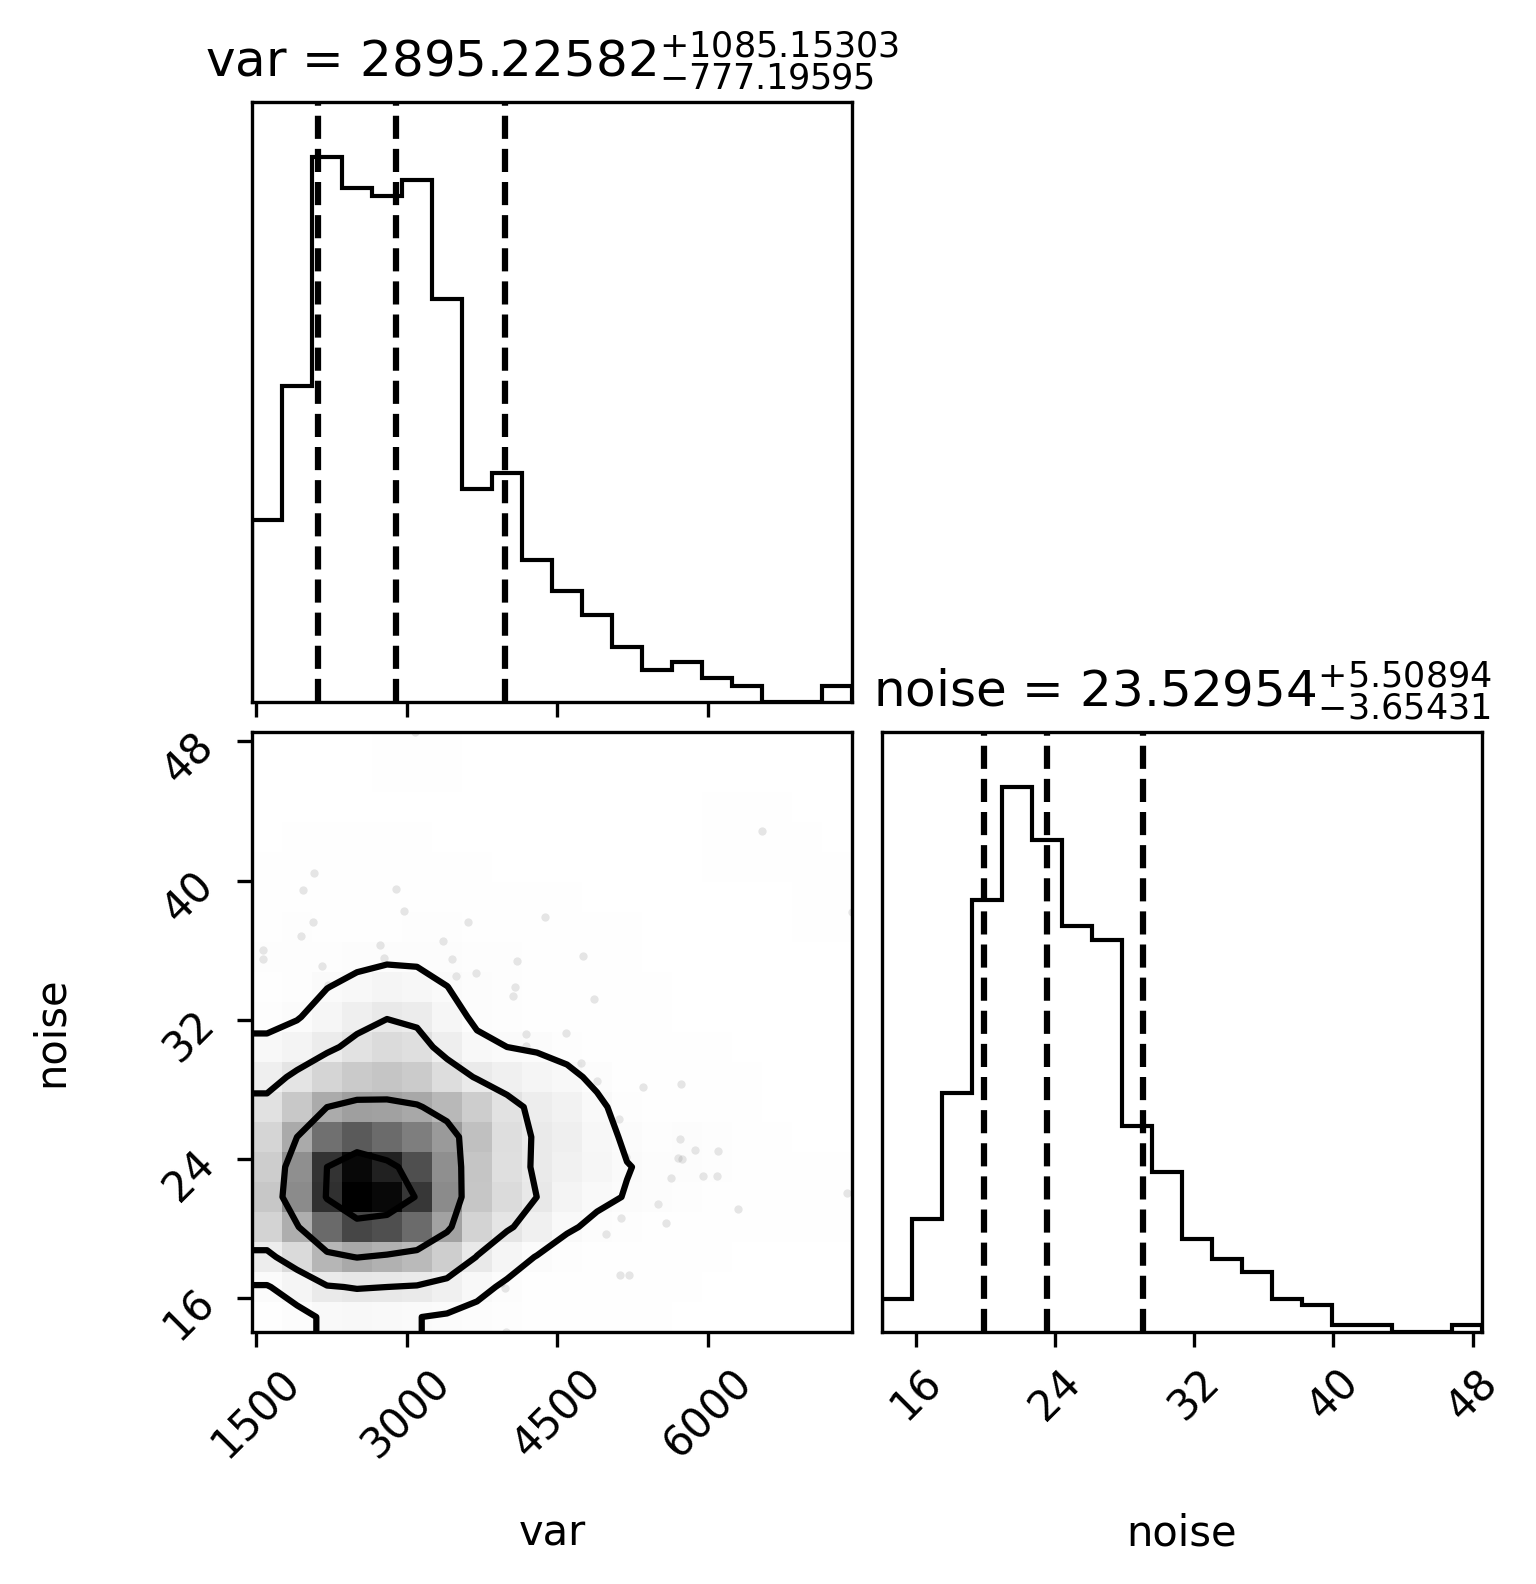 var = 2895.22582+1085.15303−777.19595
noise = 23.52954+5.50894−3.65431
48
40
32
24
16
noise
1500 3000 4500 6000
16 24 32 40 48
var
noise